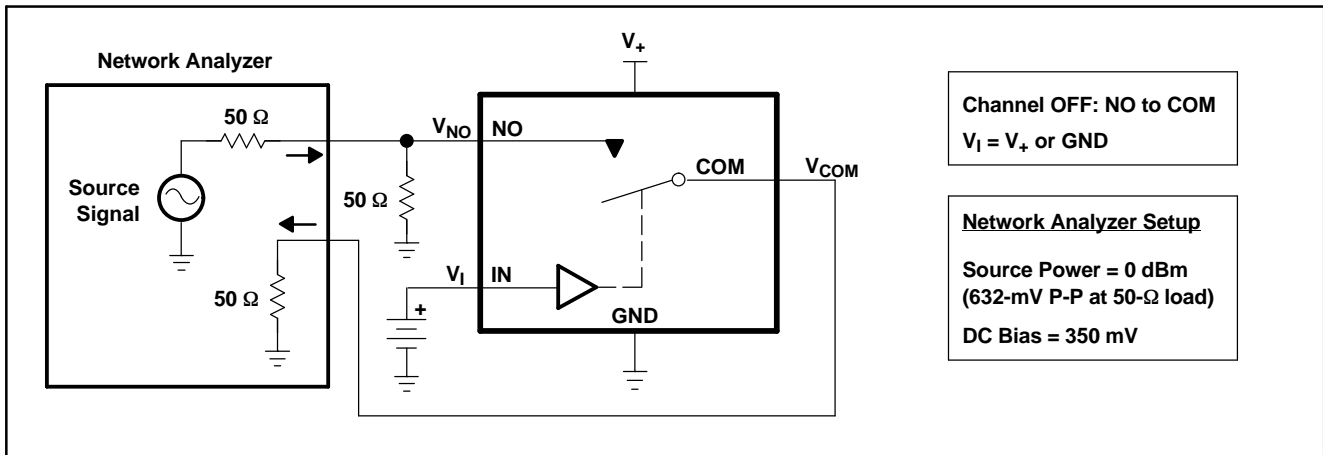 Network Analyzer
50 Ω
Source
Signal
50 Ω
50 Ω
V+
VNO
NO
COM
VCOM
VI
IN
+
GND
Channel OFF: NO to COM
VI = V+ or GND
Network Analyzer Setup
Source Power = 0 dBm
(632-mV P-P at 50-Ω load)
DC Bias = 350 mV